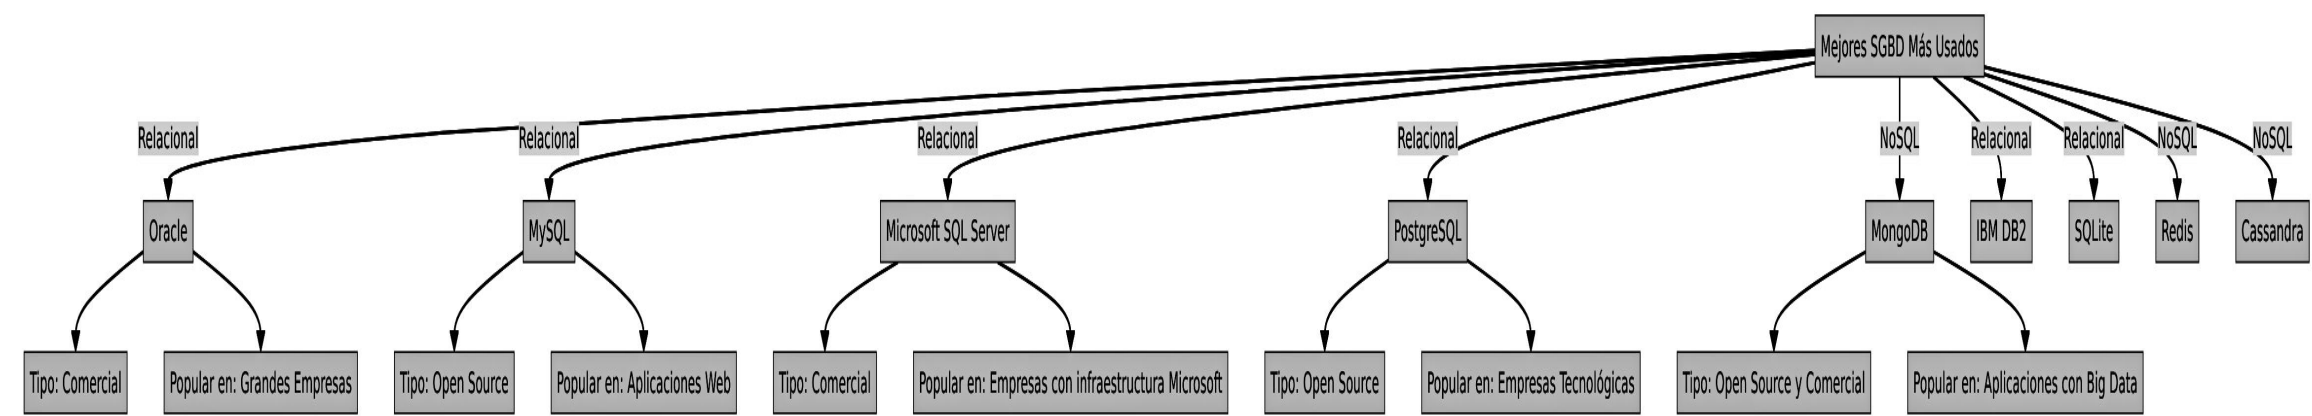 Mejores SGBD Más Usados
Relacional
Relacional
Relacional
Relacional
NoSQL
Relacional
Relacional
NoSQL
NoSQL
Oracle
MySQL
Microsoft SQL Server
PostgreSQL
MongoDB
IBM DB2
SQLite
Redis
Cassandra
Tipo: Comercial
Popular en: Grandes Empresas
Tipo: Open Source
Popular en: Aplicaciones Web
Tipo: Comercial
Popular en: Empresas con infraestructura Microsoft
Tipo: Open Source
Popular en: Empresas Tecnológicas
Tipo: Open Source y Comercial
Popular en: Aplicaciones con Big Data